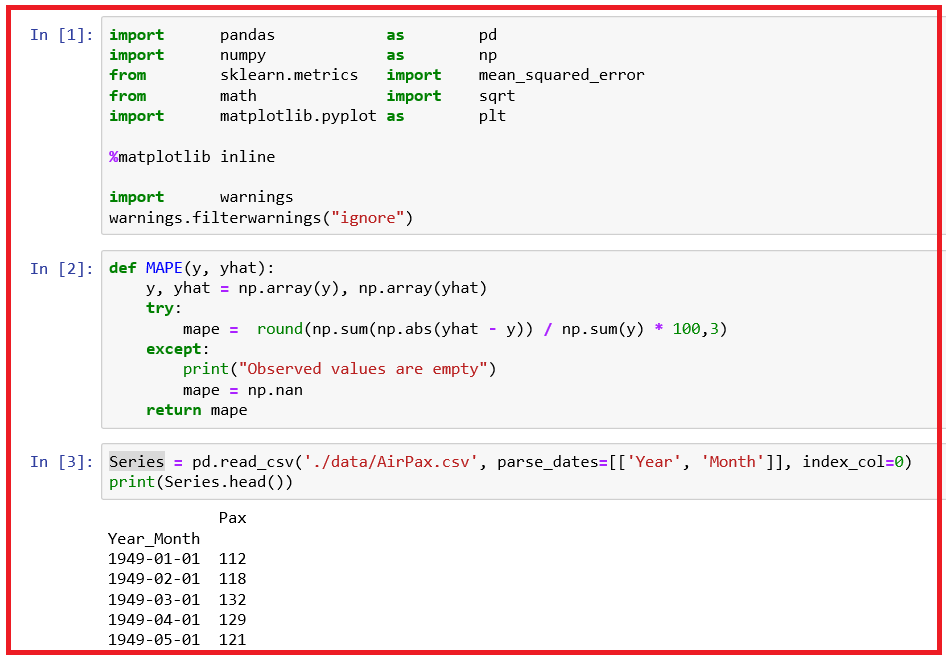 In [1]: import pandas as pd
import numpy as np
from sklearn.metrics import mean_squared_error
from math import sqrt
import matplotlib.pyplot as plt
%matplotlib inline
import warnings
warnings.filterwarnings("ignore")
In [2]: def MAPE(y, yhat):
    y, yhat = np.array(y), np.array(yhat)
    try:
        mape =  round(np.sum(np.abs(yhat - y)) / np.sum(y) * 100,3)
    except:
        print("Observed values are empty")
        mape = np.nan
    return mape
In [3]: Series = pd.read_csv('./data/AirPax.csv', parse_dates=[['Year', 'Month']], index_col=0)
print(Series.head())
Pax
Year_Month
1949-01-01  112
1949-02-01  118
1949-03-01  132
1949-04-01  129
1949-05-01  121